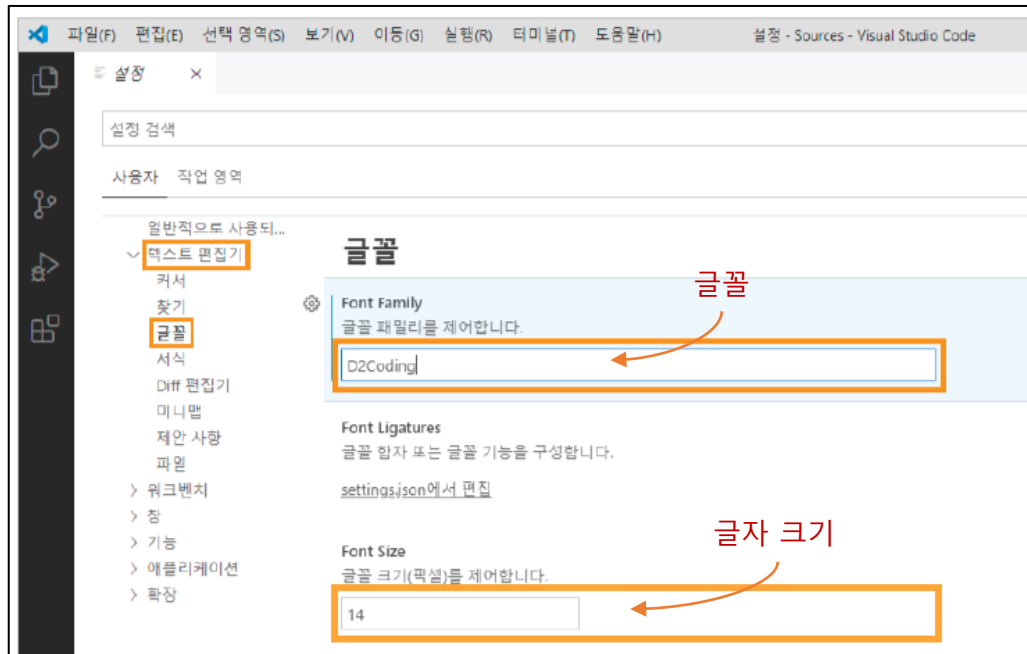 파일(F) 편집(E) 선택 영역(S) 보기(V) 이동(G) 실행(R) 터미널(T) 도움말(H) 설정 - Sources - Visual Studio Code
설정
설정 검색
사용자 작업 영역
일반적으로 사용되...
텍스트 편집기
커서
찾기
글꼴
서식
Diff 편집기
미니맵
제안 사항
파일
워크벤치
창
기능
애플리케이션
확장
글꼴
글꼴
Font Family
글꼴 패밀리를 제어합니다.
D2Coding
Font Ligatures
글꼴 합자 또는 글꼴 기능을 구성합니다.
settings.json에서 편집
글자 크기
Font Size
글꼴 크기(픽셀)를 제어합니다.
14